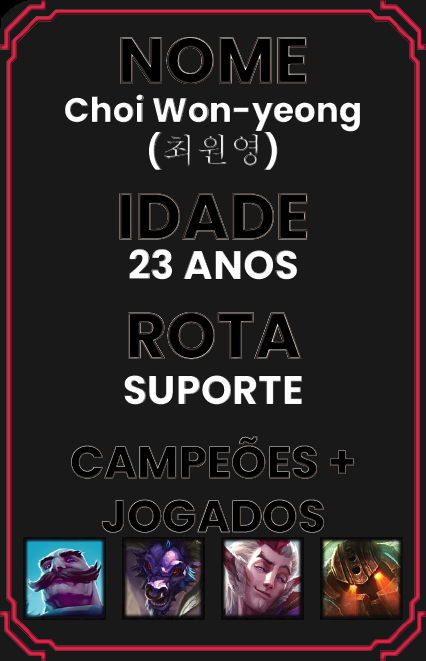 NOME
Choi Won-yeong
(최원영)
IDADE
23 ANOS
ROTA
SUPORTE
CAMPEÕES +
JOGADOS